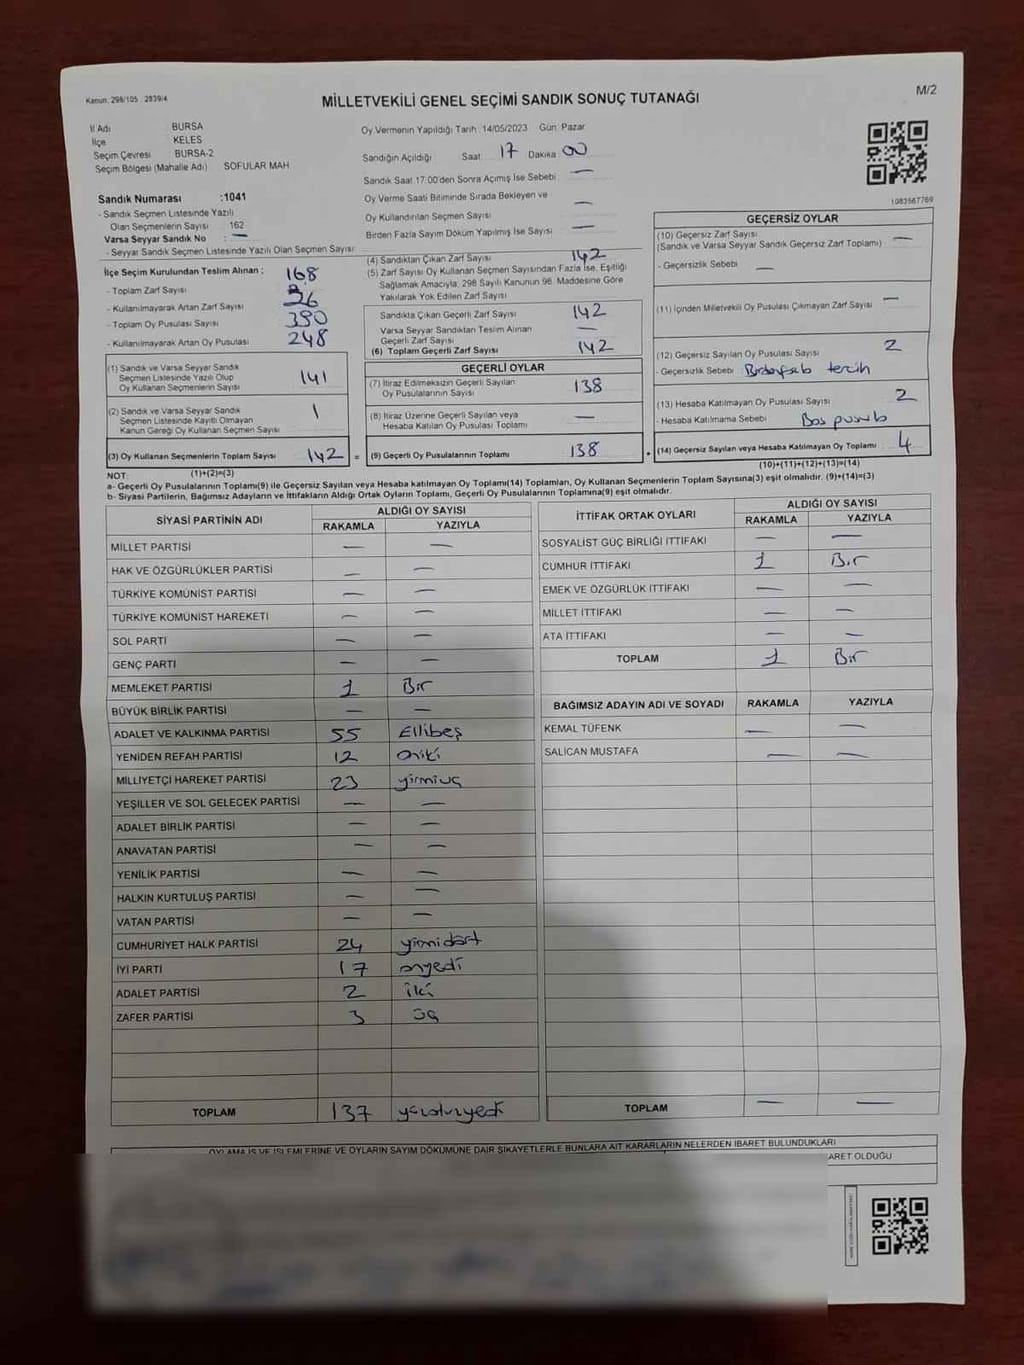 Kanun: 298/105 . 2839/4
MİLLETVEKİLİ GENEL SEÇİMİ SANDIK SONUÇ TUTANAĞI
M/2
İl Adı BURSA
İlçe KELES
Seçim Çevresi BURSA-2
Seçim Bölgesi (Mahalle Adı) SOFULAR MAH.
Sandık Numarası :1041
- Sandık Seçmen Listesinde Yazılı
Olan Seçmenlerin Sayısı 162
Varsa Seyyar Sandık No : —
- Seyyar Sandık Seçmen Listesinde Yazılı Olan Seçmen Sayısı:
İlçe Seçim Kurulundan Teslim Alınan ;
- Toplam Zarf Sayısı 168
- Kullanılmayarak Artan Zarf Sayısı 26
- Toplam Oy Pusulası Sayısı 390
- Kullanılmayarak Artan Oy Pusulası 248
Oy Vermenin Yapıldığı Tarih : 14/05/2023 Gün: Pazar
Sandığın Açıldığı Saat 17 Dakika 00
Sandık Saat 17:00'den Sonra Açımış İse Sebebi —
Oy Verme Saati Bitiminde Sırada Bekleyen ve
Oy Kullandırılan Seçmen Sayısı —
Birden Fazla Sayım Döküm Yapılmış İse Sayısı —
(4) Sandıktan Çıkan Zarf Sayısı 142
(5) Zarf Sayısı Oy Kullanan Seçmen Sayısından Fazla İse, Eşitliği
Sağlamak Amacıyla, 298 Sayılı Kanunun 98. Maddesine Göre
Yakılarak Yok Edilen Zarf Sayısı
Sandıkta Çıkan Geçerli Zarf Sayısı 142
Varsa Seyyar Sandıktan Teslim Alınan
Geçerli Zarf Sayısı —
(6) Toplam Geçerli Zarf Sayısı 142
1083567769
GEÇERSİZ OYLAR
(10) Geçersiz Zarf Sayısı —
(Sandık ve Varsa Seyyar Sandık Geçersiz Zarf Toplamı)
- Geçersizlik Sebebi —
(11) İçinden Milletvekili Oy Pusulası Çıkmayan Zarf Sayısı —
(12) Geçersiz Sayılan Oy Pusulası Sayısı 2
- Geçersizlik Sebebi tercih
(13) Hesaba Katılmayan Oy Pusulası Sayısı 2
- Hesaba Katılmama Sebebi Bos
(14) Geçersiz Sayılan veya Hesaba Katılmayan Oy Toplamı 4
(10)+(11)+(12)+(13)=(14)
(1) Sandık ve Varsa Seyyar Sandık
Seçmen Listesinde Yazılı Olup
Oy Kullanan Seçmenlerin Sayısı 141
(2) Sandık ve Varsa Seyyar Sandık
Seçmen Listesinde Kayıtlı Olmayan
Kanun Gereği Oy Kullanan Seçmen Sayısı 1
(3) Oy Kullanan Seçmenlerin Toplam Sayısı 142 =
(1)+(2)=(3)
GEÇERLİ OYLAR
(7) İtiraz Edilmeksizin Geçerli Sayılan
Oy Pusulalarının Sayısı 138
(8) İtiraz Üzerine Geçerli Sayılan veya
Hesaba Katılan Oy Pusulası Toplamı —
(9) Geçerli Oy Pusulalarının Toplamı 138 +
NOT:
a- Geçerli Oy Pusulalarının Toplamı(9) ile Geçersiz Sayılan veya Hesaba Katılmayan Oy Toplamı(14) Toplamları, Oy Kullanan Seçmenlerin Toplam Sayısına(3) eşit olmalıdır. (9)+(14)=(3)
b- Siyasi Partilerin, Bağımsız Adayların ve İttifakların Aldığı Ortak Oyların Toplamı, Geçerli Oy Pusulalarının Toplamına(9) eşit olmalıdır.
SİYASİ PARTİNİN ADI ALDIĞI OY SAYISI
RAKAMLA YAZIYLA
MİLLET PARTİSİ — —
HAK VE ÖZGÜRLÜKLER PARTİSİ — —
TÜRKİYE KOMÜNİST PARTİSİ — —
TÜRKİYE KOMÜNİST HAREKETİ — —
SOL PARTİ — —
GENÇ PARTİ — —
MEMLEKET PARTİSİ 1 Bir
BÜYÜK BİRLİK PARTİSİ — —
ADALET VE KALKINMA PARTİSİ 55 Ellibeş
YENİDEN REFAH PARTİSİ 12 oniki
MİLLİYETÇİ HAREKET PARTİSİ 23 yirmiüç
YEŞİLLER VE SOL GELECEK PARTİSİ — —
ADALET BİRLİK PARTİSİ — —
ANAVATAN PARTİSİ — —
YENİLİK PARTİSİ — —
HALKIN KURTULUŞ PARTİSİ — —
VATAN PARTİSİ — —
CUMHURİYET HALK PARTİSİ 24 yirmidört
İYİ PARTİ 17 onyedi
ADALET PARTİSİ 2 iki
ZAFER PARTİSİ 3 üç
TOPLAM 137
İTTİFAK ORTAK OYLARI ALDIĞI OY SAYISI
RAKAMLA YAZIYLA
SOSYALİST GÜÇ BİRLİĞİ İTTİFAKI — —
CUMHUR İTTİFAKI 1 Bir
EMEK VE ÖZGÜRLÜK İTTİFAKI — —
MİLLET İTTİFAKI — —
ATA İTTİFAKI — —
TOPLAM 1 Bir
BAĞIMSIZ ADAYIN ADI VE SOYADI RAKAMLA YAZIYLA
KEMAL TÜFENK — —
SALİCAN MUSTAFA — —
TOPLAM — —
OYLAMA İŞ VE İŞLEMLERİNE VE OYLARIN SAYIM DÖKÜMÜNE DAİR ŞİKAYETLERLE BUNLARA AİT KARARLARIN NELERDEN İBARET BULUNDUKLARI
ARET OLDUĞU